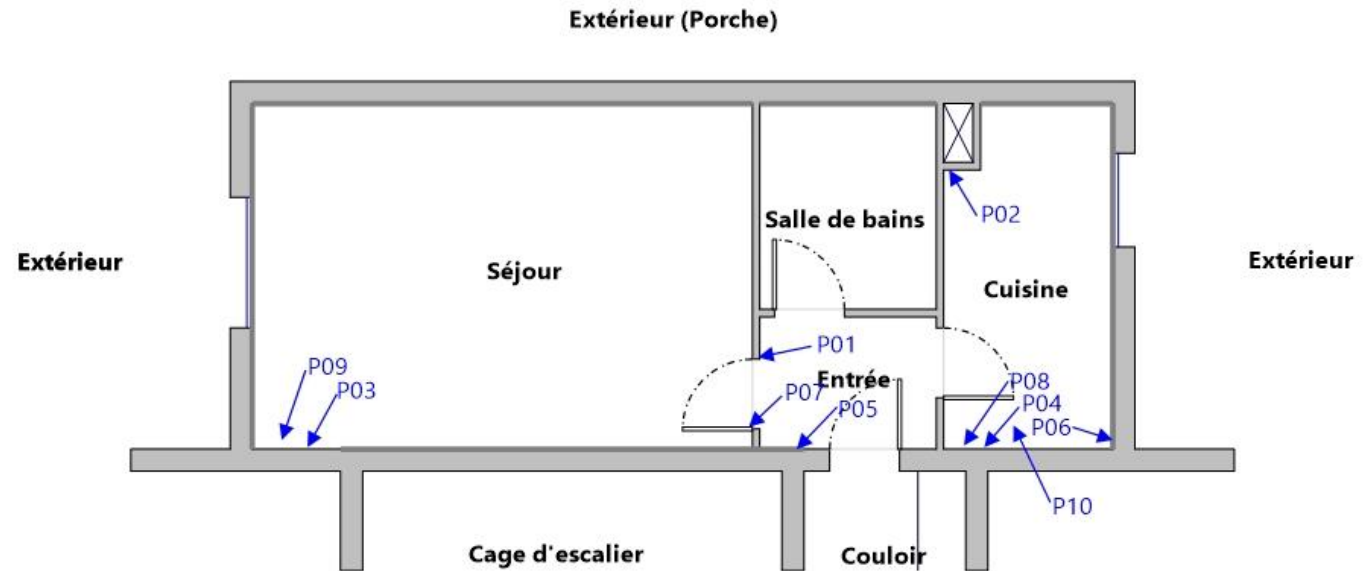 Extérieur (Porche)
P02
Salle de bains
Extérieur
Séjour
Extérieur
Cuisine
P01
P09
Entrée
P08
P03
P07
P05
P04
P06
P10
Cage d'escalier
Couloir